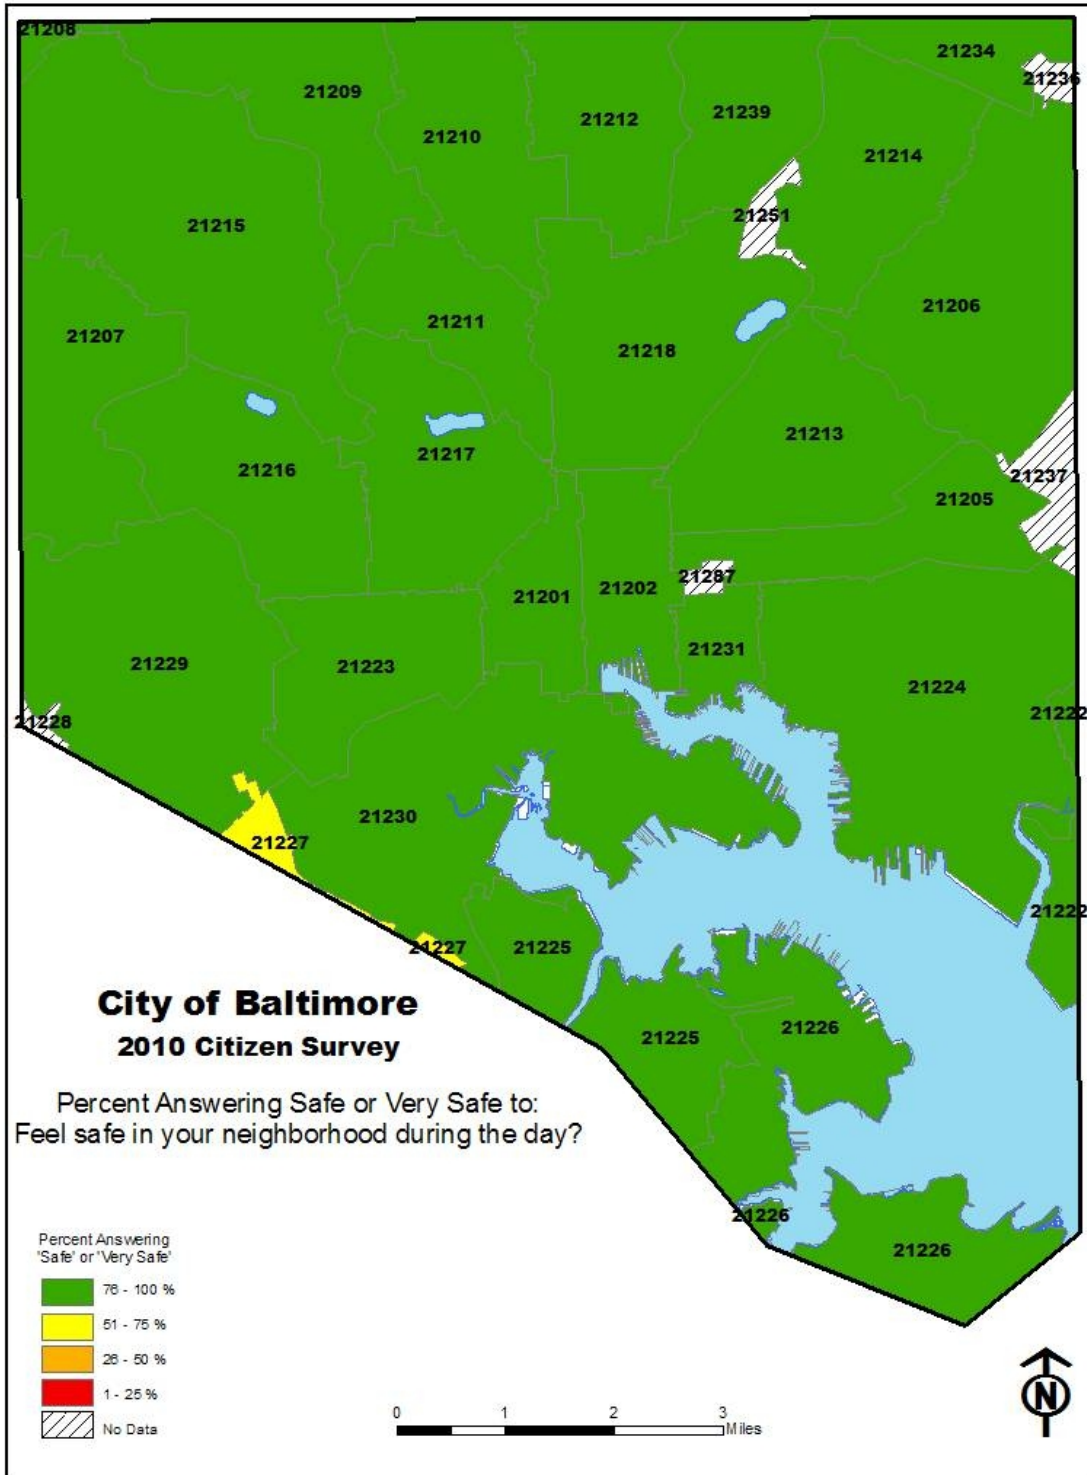 21208
21234
21236
21209
21239
21212
21210
21214
21251
21215
21206
21211
21207
21218
21213
21217
21216
21237
21205
21287
21202
21201
21231
21229
21223
21224
21222
21228
21230
21227
21222
21227
21225
City of Baltimore
2010 Citizen Survey
21226
21225
Percent Answering Safe or Very Safe to:
Feel safe in your neighborhood during the day?
21226
21226
Percent Answering
'Safe' or 'Very Safe'
76 - 100 %
51 - 75 %
26 - 50 %
1 - 25 %
No Data
0 1 2 3
Miles
N